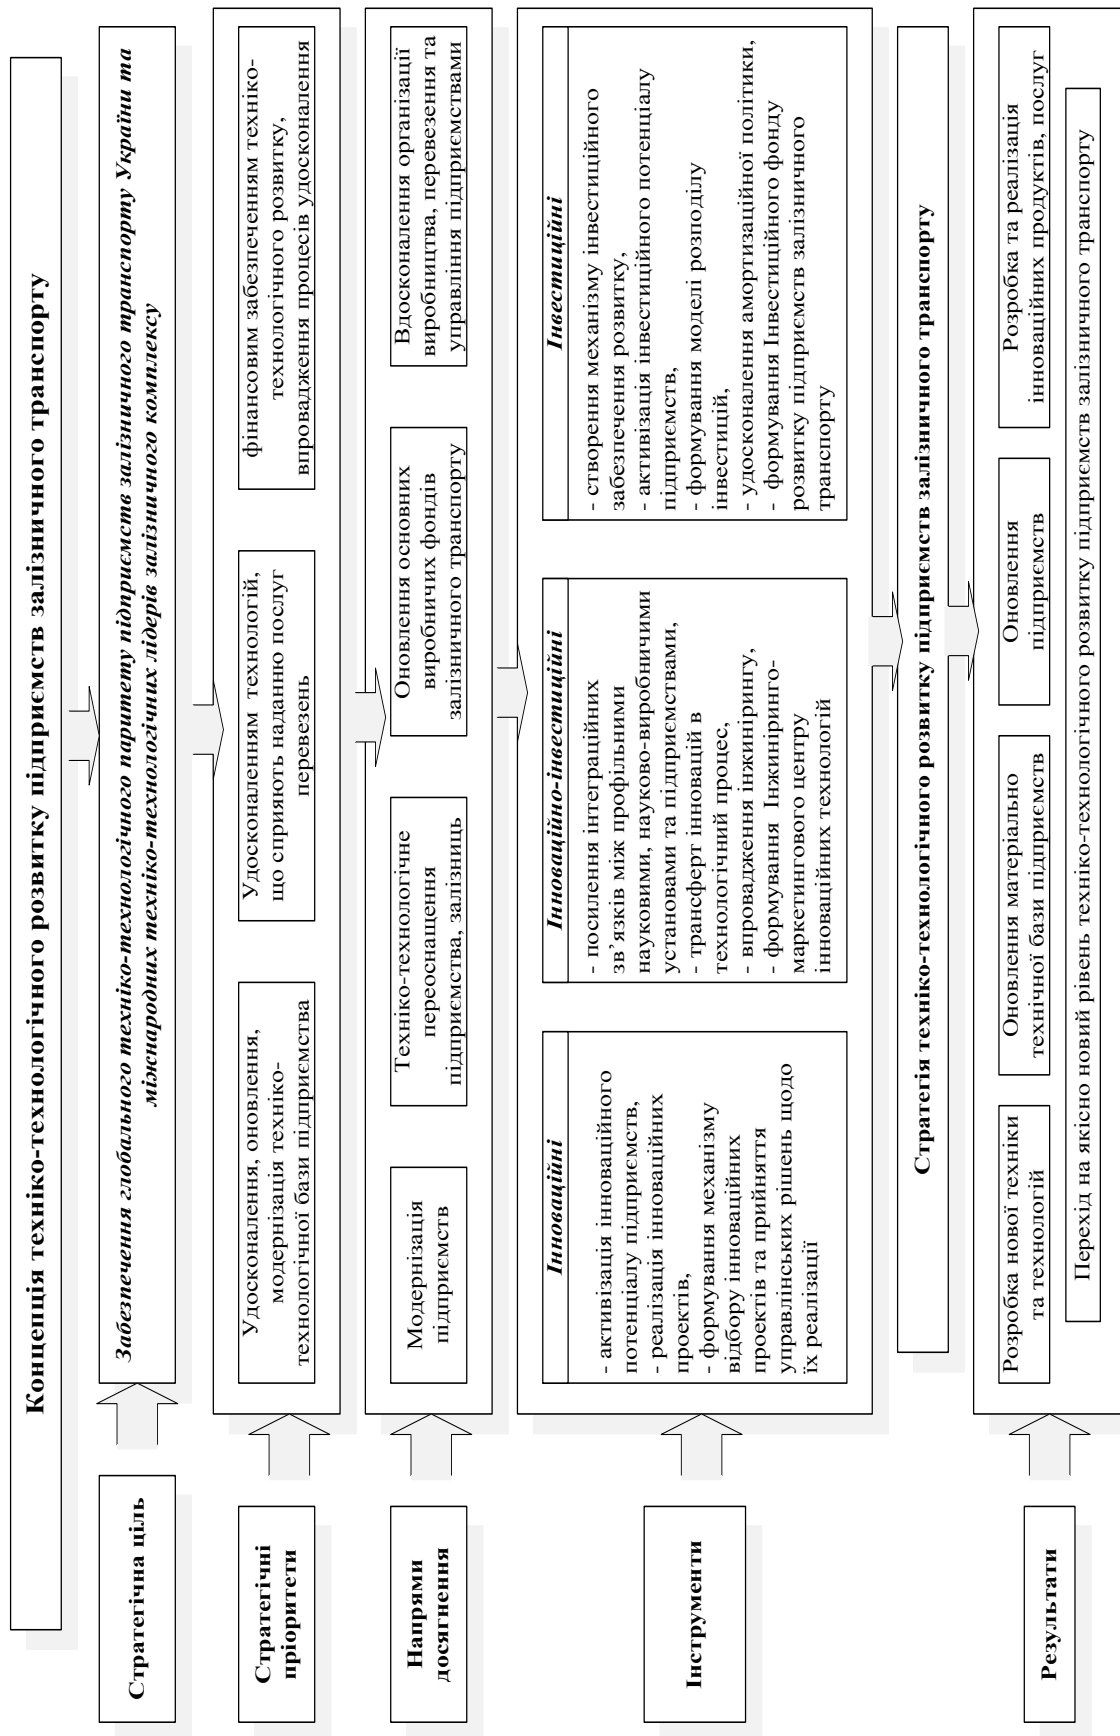 Концепція техніко-технологічного розвитку підприємств залізничного транспорту
Стратегічна ціль
Забезпечення глобального техніко-технологічного паритету підприємств залізничного транспорту України та
міжнародних техніко-технологічних лідерів залізничного комплексу
Стратегічні
пріоритети
Удосконалення, оновлення,
модернізація техніко-
технологічної бази підприємства
Удосконаленням технологій,
що сприяють наданню послуг
перевезень
фінансовим забезпеченням техніко-
технологічного розвитку,
впровадження процесів удосконалення
Напрями
досягнення
Модернізація
підприємств
Техніко-технологічне
переоснащення
підприємства, залізниць
Оновлення основних
виробничих фондів
залізничного транспорту
Вдосконалення організації
виробництва, перевезення та
управління підприємствами
Інструменти
Інноваційні
- активізація інноваційного
потенціалу підприємств,
- реалізація інноваційних
проектів,
- формування механізму
відбору інноваційних
проектів та прийняття
управлінських рішень щодо
їх реалізації
Інноваційно-інвестиційні
- посилення інтеграційних
зв’язків між профільними
науковими, науково-виробничими
установами та підприємствами,
- трансферт інновацій в
технологічний процес,
- впровадження інжинірингу,
- формування Інжинірингo-
маркетингового центру
інноваційних технологій
Інвестиційні
- створення механізму інвестиційного
забезпечення розвитку,
- активізація інвестиційного потенціалу
підприємств,
- формування моделі розподілу
інвестицій,
- удосконалення амортизаційної політики,
- формування Інвестиційного фонду
розвитку підприємств залізничного
транспорту
Стратегія техніко-технологічного розвитку підприємств залізничного транспорту
Результати
Розробка нової техніки
та технологій
Оновлення матеріально
технічної бази підприємств
Оновлення
підприємств
Розробка та реалізація
інноваційних продуктів, послуг
Перехід на якісно новий рівень техніко-технологічного розвитку підприємств залізничного транспорту